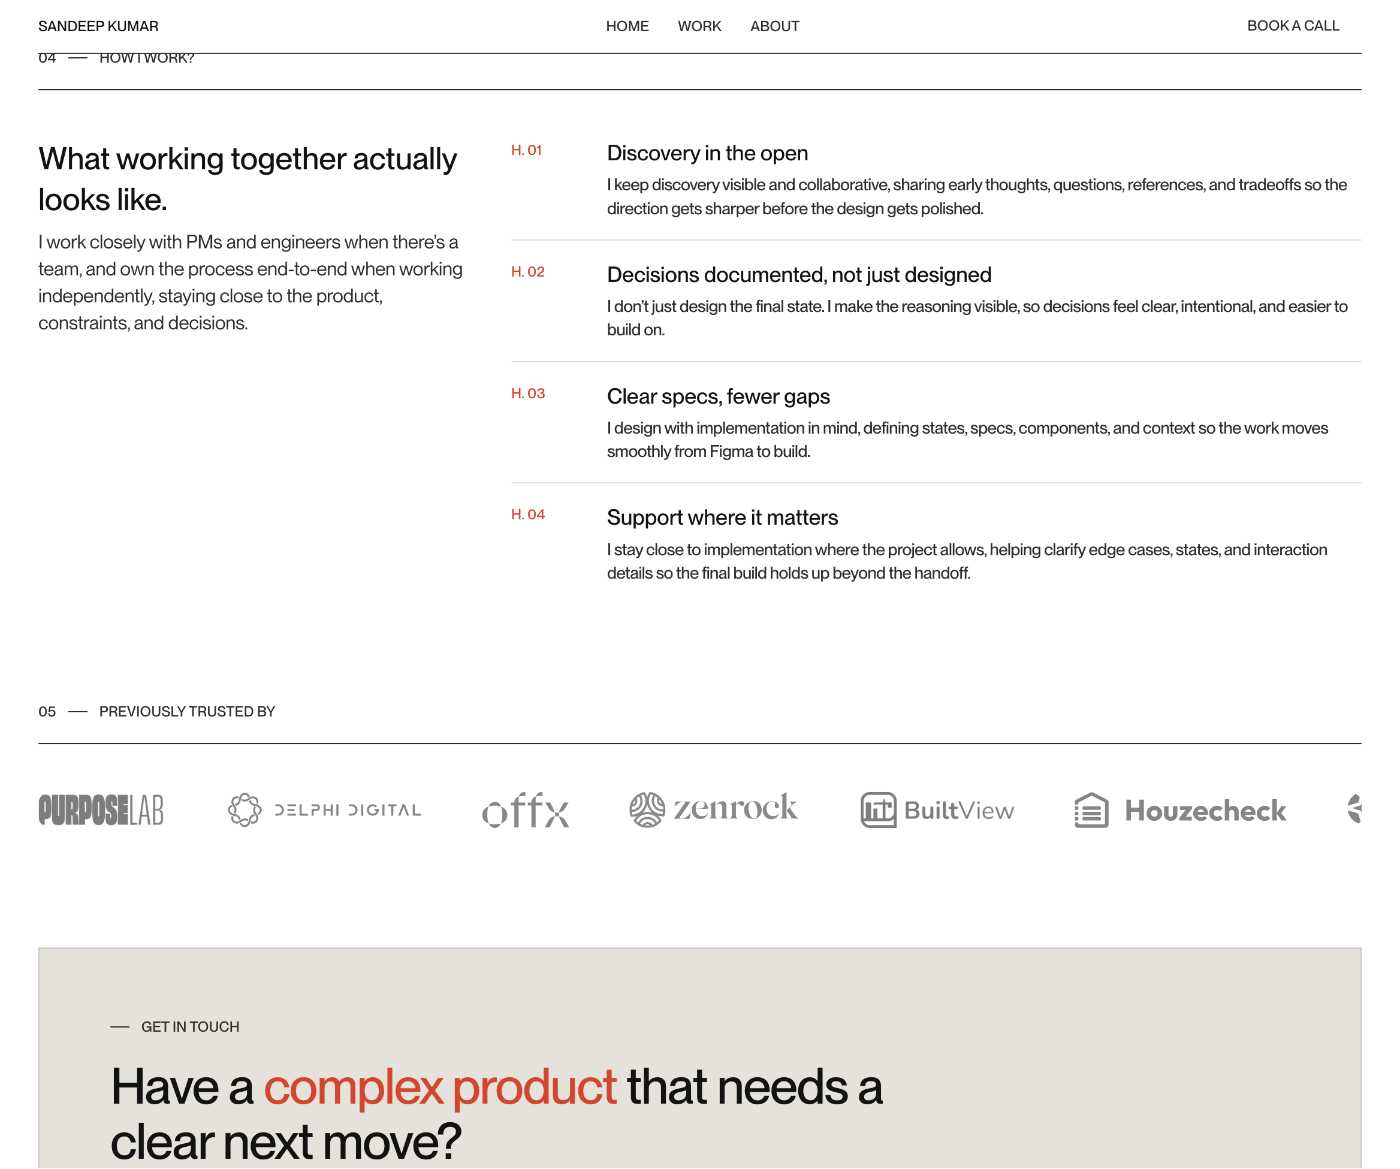 SANDEEP KUMAR
HOME WORK ABOUT
BOOK A CALL
04 — HOW I WORK?
What working together actually
looks like.
I work closely with PMs and engineers when there’s a
team, and own the process end-to-end when working
independently, staying close to the product,
constraints, and decisions.
H. 01
Discovery in the open
I keep discovery visible and collaborative, sharing early thoughts, questions, references, and tradeoffs so the
direction gets sharper before the design gets polished.
H. 02
Decisions documented, not just designed
I don’t just design the final state. I make the reasoning visible, so decisions feel clear, intentional, and easier to
build on.
H. 03
Clear specs, fewer gaps
I design with implementation in mind, defining states, specs, components, and context so the work moves
smoothly from Figma to build.
H. 04
Support where it matters
I stay close to implementation where the project allows, helping clarify edge cases, states, and interaction
details so the final build holds up beyond the handoff.
05 — PREVIOUSLY TRUSTED BY
PURPOSELAB
DELPHI DIGITAL
offx
zenrock
BuiltView
Houzecheck
— GET IN TOUCH
Have a complex product that needs a
clear next move?